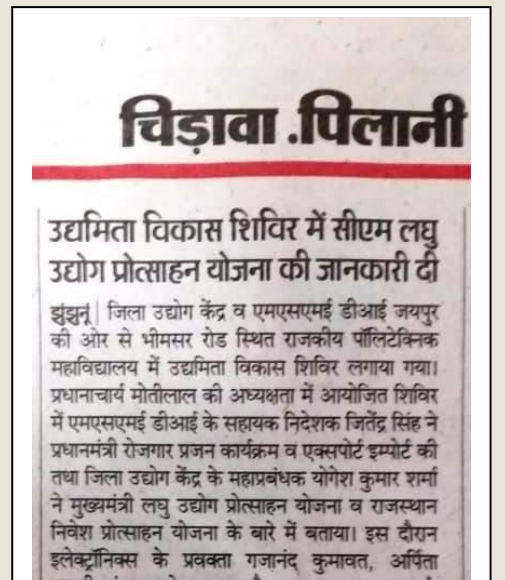 चिड़ावा.पिलानी
उद्यमिता विकास शिविर में सीएम लघु
उद्योग प्रोत्साहन योजना की जानकारी दी
झुंझुनूं| जिला उद्योग केंद्र व एमएसएमई डीआई जयपुर
की ओर से भीमसर रोड स्थित राजकीय पॉलिटेक्निक
महाविद्यालय में उद्यमिता विकास शिविर लगाया गया।
प्रधानाचार्य मोतीलाल की अध्यक्षता में आयोजित शिविर
में एमएसएमई डीआई के सहायक निदेशक जितेंद्र सिंह ने
प्रधानमंत्री रोजगार प्रजन कार्यक्रम व एक्सपोर्ट इम्पोर्ट की
तथा जिला उद्योग केंद्र के महाप्रबंधक योगेश कुमार शर्मा
ने मुख्यमंत्री लघु उद्योग प्रोत्साहन योजना व राजस्थान
निवेश प्रोत्साहन योजना के बारे में बताया। इस दौरान
इलेक्ट्रॉनिक्स के प्रवक्ता गजानंद कुमावत, अर्पिता